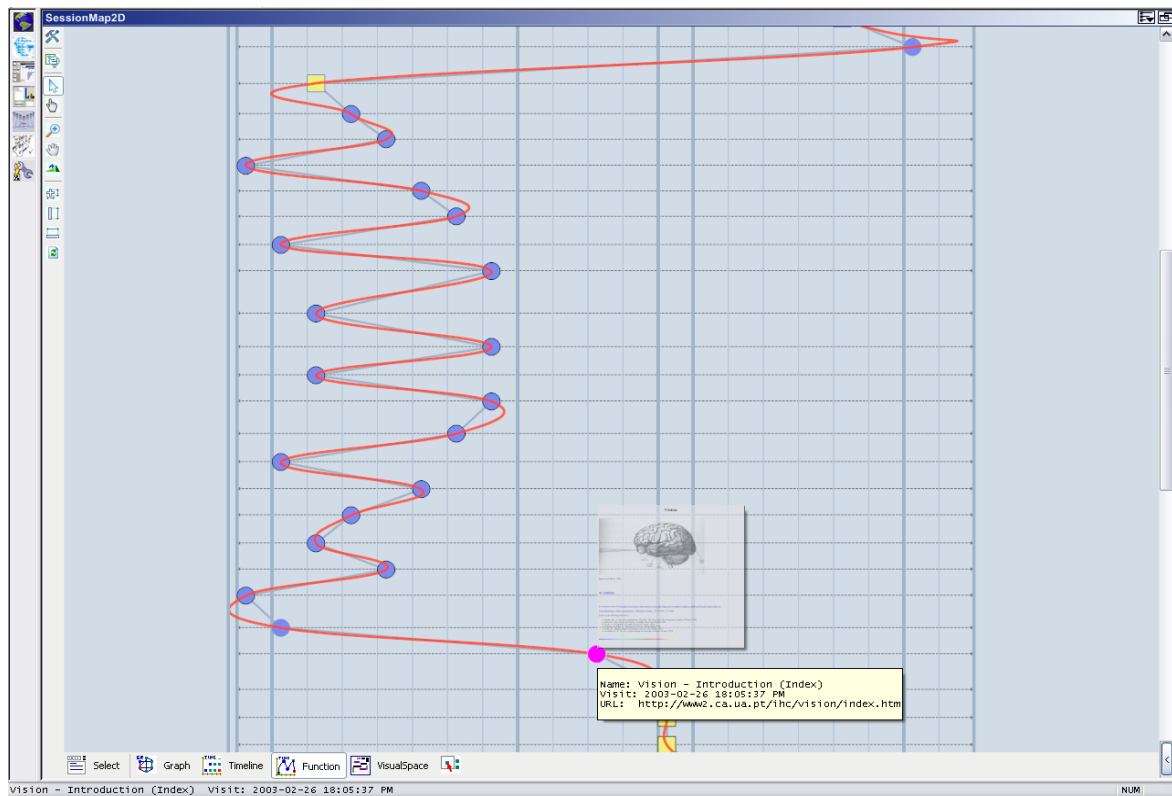 SessionMap2D
Name: Vision - Introduction (Index)
Visit: 2003-02-26 18:05:37 PM
URL: http://www2.ca.ua.pt/ihc/vision/index.htm
Select Graph Timeline Function VisualSpace
Vision - Introduction (Index) Visit: 2003-02-26 18:05:37 PM NUM